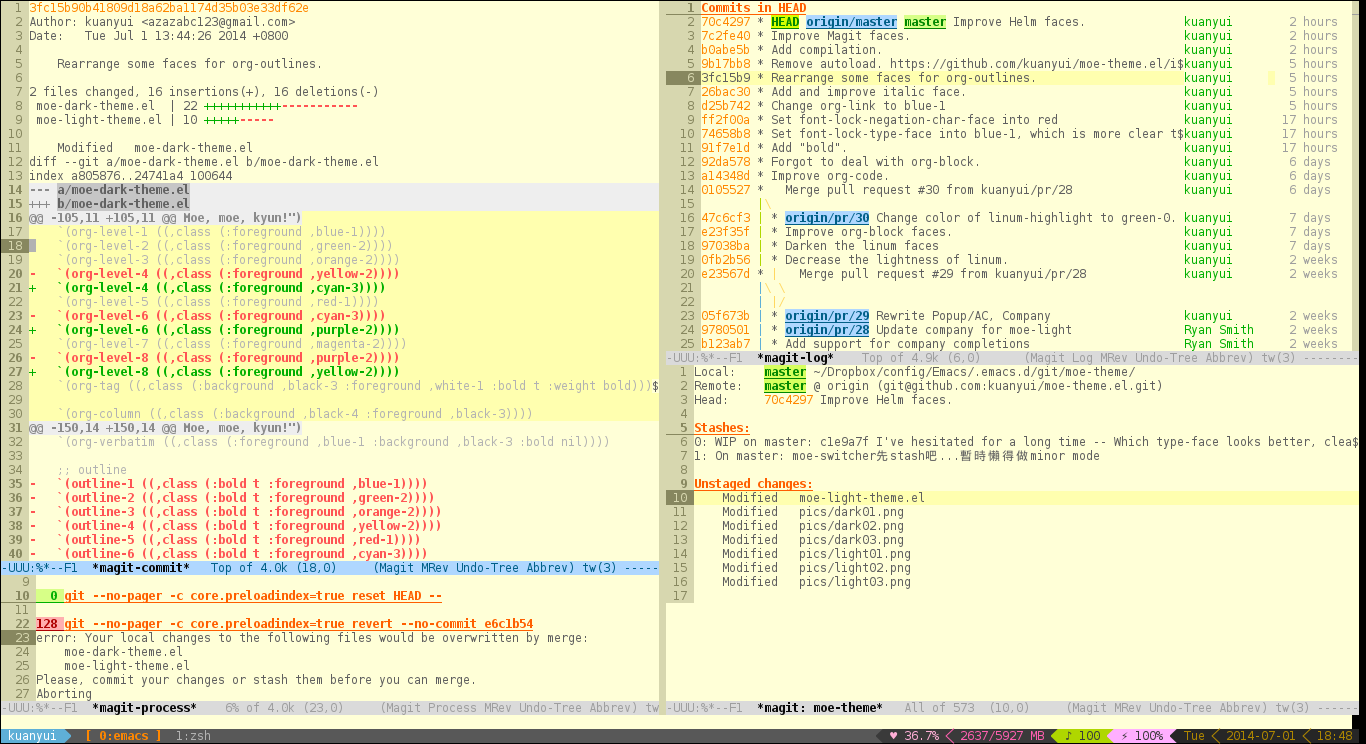 1 3fc15b90b41809d18a62ba1174d35b03e33df62e
2 Author: kuanyui <azazabc123@gmail.com>
3 Date:   Tue Jul 1 13:44:26 2014 +0800
4
5     Rearrange some faces for org-outlines.
6
7 2 files changed, 16 insertions(+), 16 deletions(-)
8  moe-dark-theme.el  | 22 +++++++++++-----------
9  moe-light-theme.el | 10 +++++-----
10
11     Modified   moe-dark-theme.el
12 diff --git a/moe-dark-theme.el b/moe-dark-theme.el
13 index a805876..24741a4 100644
14 --- a/moe-dark-theme.el
15 +++ b/moe-dark-theme.el
16 @@ -105,11 +105,11 @@ Moe, moe, kyun!")
17     `(org-level-1 ((,class (:foreground ,blue-1))))
18     `(org-level-2 ((,class (:foreground ,green-2))))
19     `(org-level-3 ((,class (:foreground ,orange-2))))
20 -   `(org-level-4 ((,class (:foreground ,yellow-2))))
21 +   `(org-level-4 ((,class (:foreground ,cyan-3))))
22     `(org-level-5 ((,class (:foreground ,red-1))))
23 -   `(org-level-6 ((,class (:foreground ,cyan-3))))
24 +   `(org-level-6 ((,class (:foreground ,purple-2))))
25     `(org-level-7 ((,class (:foreground ,magenta-2))))
26 -   `(org-level-8 ((,class (:foreground ,purple-2))))
27 +   `(org-level-8 ((,class (:foreground ,yellow-2))))
28     `(org-tag ((,class (:background ,black-3 :foreground ,white-1 :bold t :weight bold)))$
29
30     `(org-column ((,class (:background ,black-4 :foreground ,black-3))))
31 @@ -150,14 +150,14 @@ Moe, moe, kyun!")
32     `(org-verbatim ((,class (:foreground ,blue-1 :background ,black-3 :bold nil))))
33
34     ;; outline
35 -   `(outline-1 ((,class (:bold t :foreground ,blue-1))))
36 -   `(outline-2 ((,class (:bold t :foreground ,green-2))))
37 -   `(outline-3 ((,class (:bold t :foreground ,orange-2))))
38 -   `(outline-4 ((,class (:bold t :foreground ,yellow-2))))
39 -   `(outline-5 ((,class (:bold t :foreground ,red-1))))
40 -   `(outline-6 ((,class (:bold t :foreground ,cyan-3))))
-UUU:%*--F1  *magit-commit*   Top of 4.0k (18,0)     (Magit MRev Undo-Tree Abbrev) tw(3) -----
9
10   0 git --no-pager -c core.preloadindex=true reset HEAD --
11
22 128 git --no-pager -c core.preloadindex=true revert --no-commit e6c1b54
23 error: Your local changes to the following files would be overwritten by merge:
24     moe-dark-theme.el
25     moe-light-theme.el
26 Please, commit your changes or stash them before you can merge.
27 Aborting
-UUU:%*--F1  *magit-process*    6% of 4.0k (23,0)     (Magit Process MRev Undo-Tree Abbrev) tw
1 Commits in HEAD
2 70c4297 * HEAD origin/master master Improve Helm faces. kuanyui 2 hours
3 7c2fe40 * Improve Magit faces. kuanyui 2 hours
4 b0abe5b * Add compilation. kuanyui 2 hours
5 9b17bb8 * Remove autoload. https://github.com/kuanyui/moe-theme.el/i$kuanyui 5 hours
6 3fc15b9 * Rearrange some faces for org-outlines. kuanyui 5 hours
7 26bac30 * Add and improve italic face. kuanyui 5 hours
8 d25b742 * Change org-link to blue-1 kuanyui 5 hours
9 ff2f00a * Set font-lock-negation-char-face into red kuanyui 17 hours
10 74658b8 * Set font-lock-type-face into blue-1, which is more clear t$kuanyui 17 hours
11 91f7e1d * Add "bold". kuanyui 17 hours
12 92da578 * Forgot to deal with org-block. kuanyui 6 days
13 a14348d * Improve org-code. kuanyui 6 days
14 0105527 *   Merge pull request #30 from kuanyui/pr/28 kuanyui 6 days
15         |\
16 47c6cf3 | * origin/pr/30 Change color of linum-highlight to green-0. kuanyui 7 days
17 e23f35f | * Improve org-block faces. kuanyui 7 days
18 97038ba | * Darken the linum faces kuanyui 7 days
19 0fb2b56 | * Decrease the lightness of linum. kuanyui 2 weeks
20 e23567d * |   Merge pull request #29 from kuanyui/pr/28 kuanyui 2 weeks
21         |\ \
22         | |/
23 05f673b | * origin/pr/29 Rewrite Popup/AC, Company kuanyui 2 weeks
24 9780501 | * origin/pr/28 Update company for moe-light Ryan Smith 2 weeks
25 b123ab7 | * Add support for company completions Ryan Smith 2 weeks
-UUU:%*--F1  *magit-log*    Top of 4.9k (6,0)      (Magit Log MRev Undo-Tree Abbrev) tw(3) --------
1 Local:    master ~/Dropbox/config/Emacs/.emacs.d/git/moe-theme/
2 Remote:   master @ origin (git@github.com:kuanyui/moe-theme.el.git)
3 Head:     70c4297 Improve Helm faces.
4
5 Stashes:
6 0: WIP on master: c1e9a7f I've hesitated for a long time -- Which type-face looks better, clea$
7 1: On master: moe-switcher先stash吧...暫時懶得做minor mode
8
9 Unstaged changes:
10     Modified   moe-light-theme.el
11     Modified   pics/dark01.png
12     Modified   pics/dark02.png
13     Modified   pics/dark03.png
14     Modified   pics/light01.png
15     Modified   pics/light02.png
16     Modified   pics/light03.png
17
-UUU:%*--F1  *magit: moe-theme*   All of 573  (10,0)     (Magit MRev Undo-Tree Abbrev) tw(3) ------
kuanyui [ 0:emacs ] 1:zsh ♥ 36.7% 2637/5927 MB ♪ 100 ⚡ 100% Tue 2014-07-01 18:48